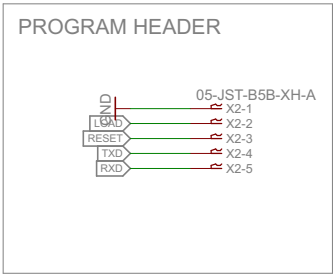 PROGRAM HEADER
05-JST-B5B-XH-A
GND
X2-1
LOAD X2-2
RESET X2-3
TXD X2-4
RXD X2-5